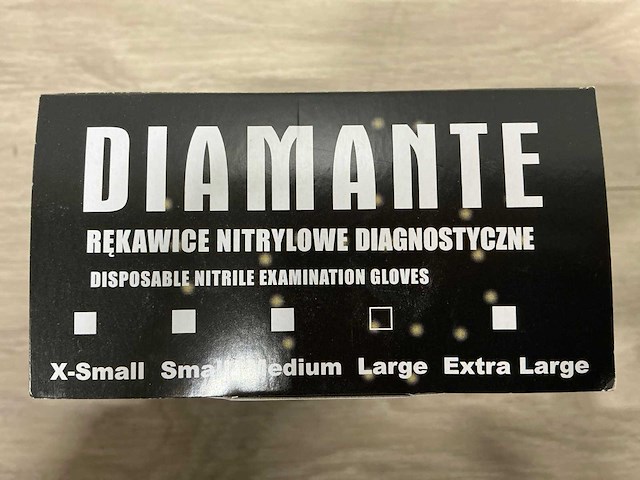 DIAMANTE
RĘKAWICE NITRYLOWE DIAGNOSTYCZNE
DISPOSABLE NITRILE EXAMINATION GLOVES
X-Small Small Medium Large Extra Large